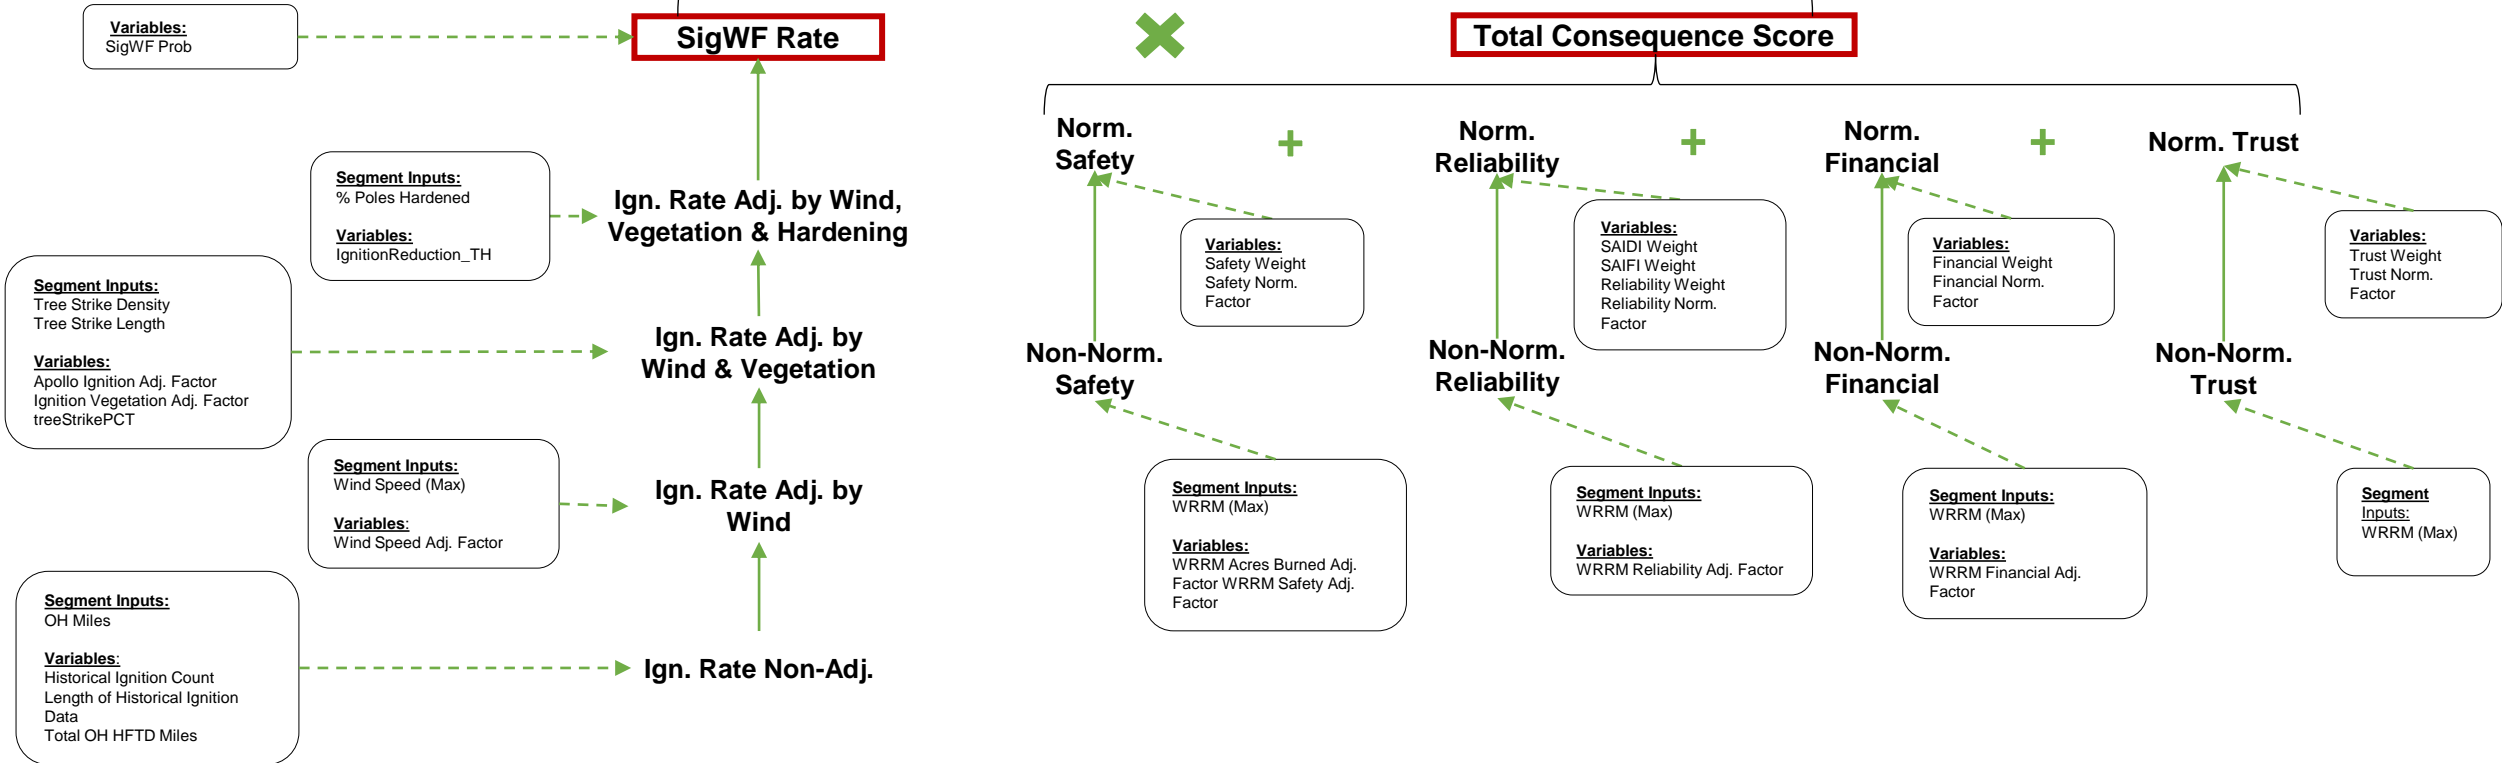 Variables:
SigWF Prob
SigWF Rate
Total Consequence Score
Segment Inputs:
% Poles Hardened
Variables:
IgnitionReduction_TH
Ign. Rate Adj. by Wind,
Vegetation & Hardening
Segment Inputs:
Tree Strike Density
Tree Strike Length
Variables:
Apollo Ignition Adj. Factor
Ignition Vegetation Adj. Factor
treeStrikePCT
Ign. Rate Adj. by
Wind & Vegetation
Segment Inputs:
Wind Speed (Max)
Variables:
Wind Speed Adj. Factor
Ign. Rate Adj. by
Wind
Segment Inputs:
OH Miles
Variables:
Historical Ignition Count
Length of Historical Ignition
Data
Total OH HFTD Miles
Ign. Rate Non-Adj.
Norm.
Safety
+
Norm.
Reliability
+
Norm.
Financial
+
Norm. Trust
Variables:
Safety Weight
Safety Norm.
Factor
Variables:
SAIDI Weight
SAIFI Weight
Reliability Weight
Reliability Norm.
Factor
Variables:
Financial Weight
Financial Norm.
Factor
Variables:
Trust Weight
Trust Norm.
Factor
Non-Norm.
Safety
Non-Norm.
Reliability
Non-Norm.
Financial
Non-Norm.
Trust
Segment Inputs:
WRRM (Max)
Variables:
WRRM Acres Burned Adj.
Factor WRRM Safety Adj.
Factor
Segment Inputs:
WRRM (Max)
Variables:
WRRM Reliability Adj. Factor
Segment Inputs:
WRRM (Max)
Variables:
WRRM Financial Adj.
Factor
Segment
Inputs:
WRRM (Max)